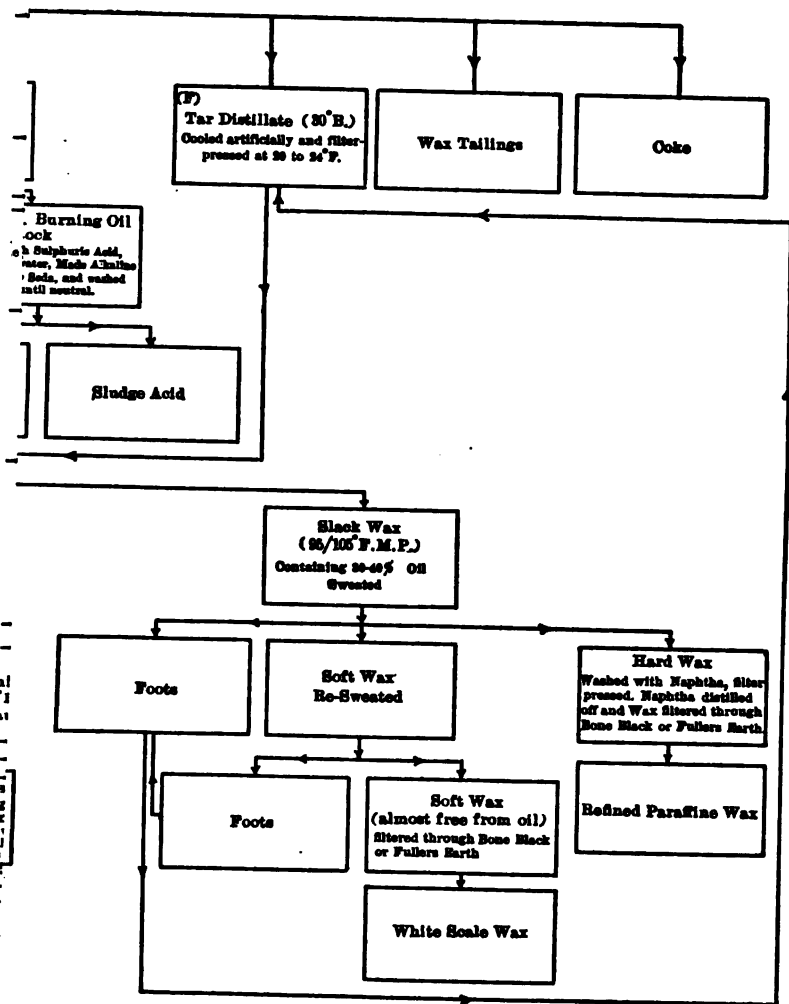 (F)
Tar Distillate (30°B.)
Cooled artificially and filter-
pressed at 20 to 24°F.
Wax Tailings
Coke
. Burning Oil
ock
h Sulphuric Acid,
ater, Made Alkaline
Soda, and washed
until neutral.
Sludge Acid
Slack Wax
(95/105°F.M.P.)
Containing 30-40% Oil
Sweated
Foots
Soft Wax
Re-Sweated
Hard Wax
Washed with Naphtha, filter
pressed. Naphtha distilled
off and Wax filtered through
Bone Black or Fullers Earth.
Foots
Soft Wax
(almost free from oil)
filtered through Bone Black
or Fullers Earth
Refined Paraffine Wax
White Scale Wax